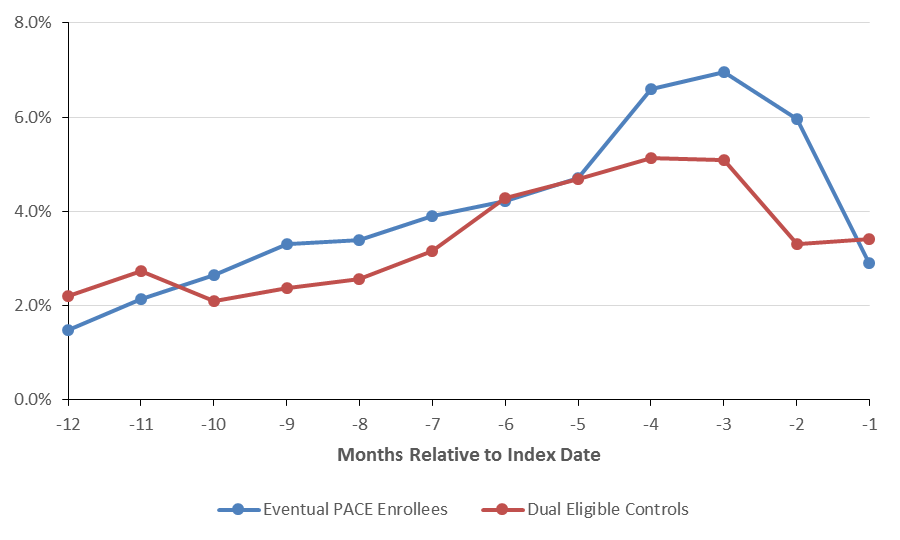 8.0%
6.0%
4.0%
2.0%
0.0%
-12 -11 -10 -9 -8 -7 -6 -5 -4 -3 -2 -1
Months Relative to Index Date
Eventual PACE Enrollees Dual Eligible Controls